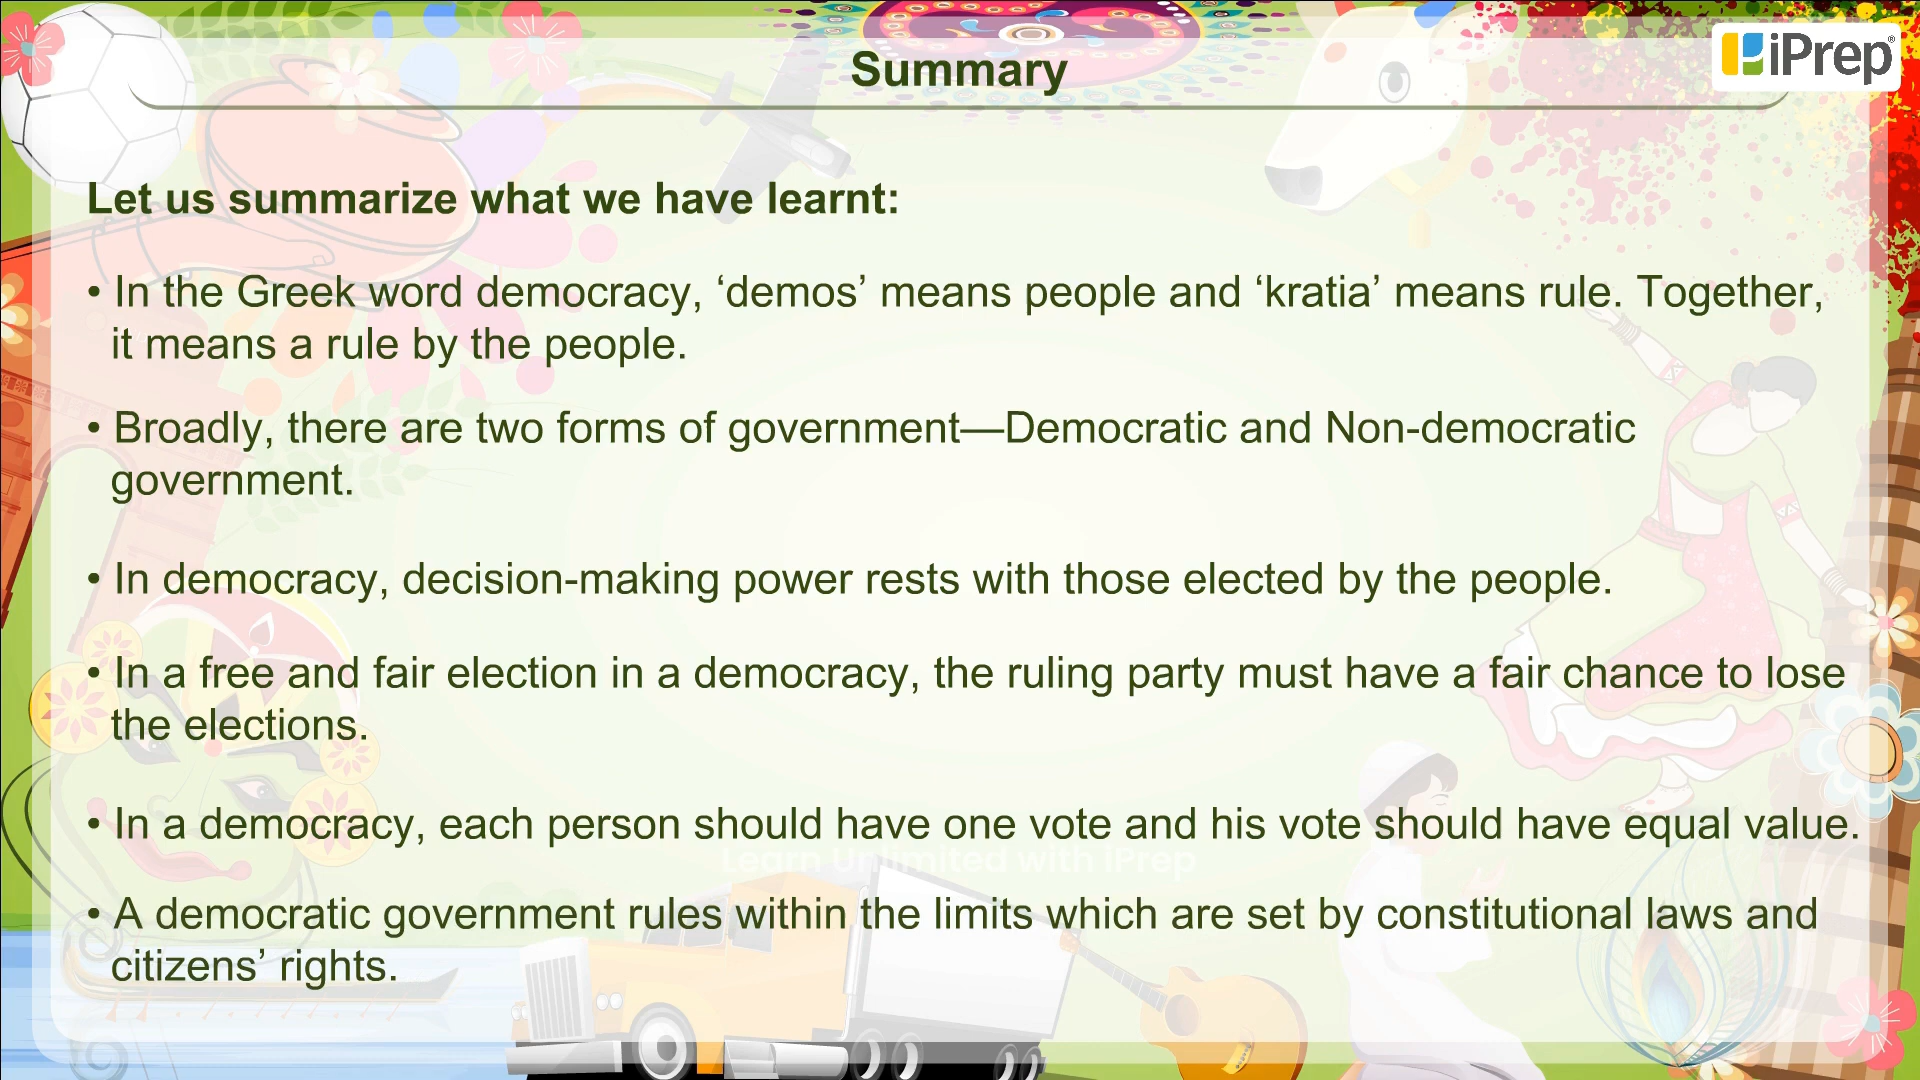 Summary
iPrep®
Let us summarize what we have learnt:
• In the Greek word democracy, ‘demos’ means people and ‘kratia’ means rule. Together,
it means a rule by the people.
• Broadly, there are two forms of government—Democratic and Non-democratic
government.
• In democracy, decision-making power rests with those elected by the people.
• In a free and fair election in a democracy, the ruling party must have a fair chance to lose
the elections.
• In a democracy, each person should have one vote and his vote should have equal value.
Learn Unlimited with iPrep
• A democratic government rules within the limits which are set by constitutional laws and
citizens’ rights.